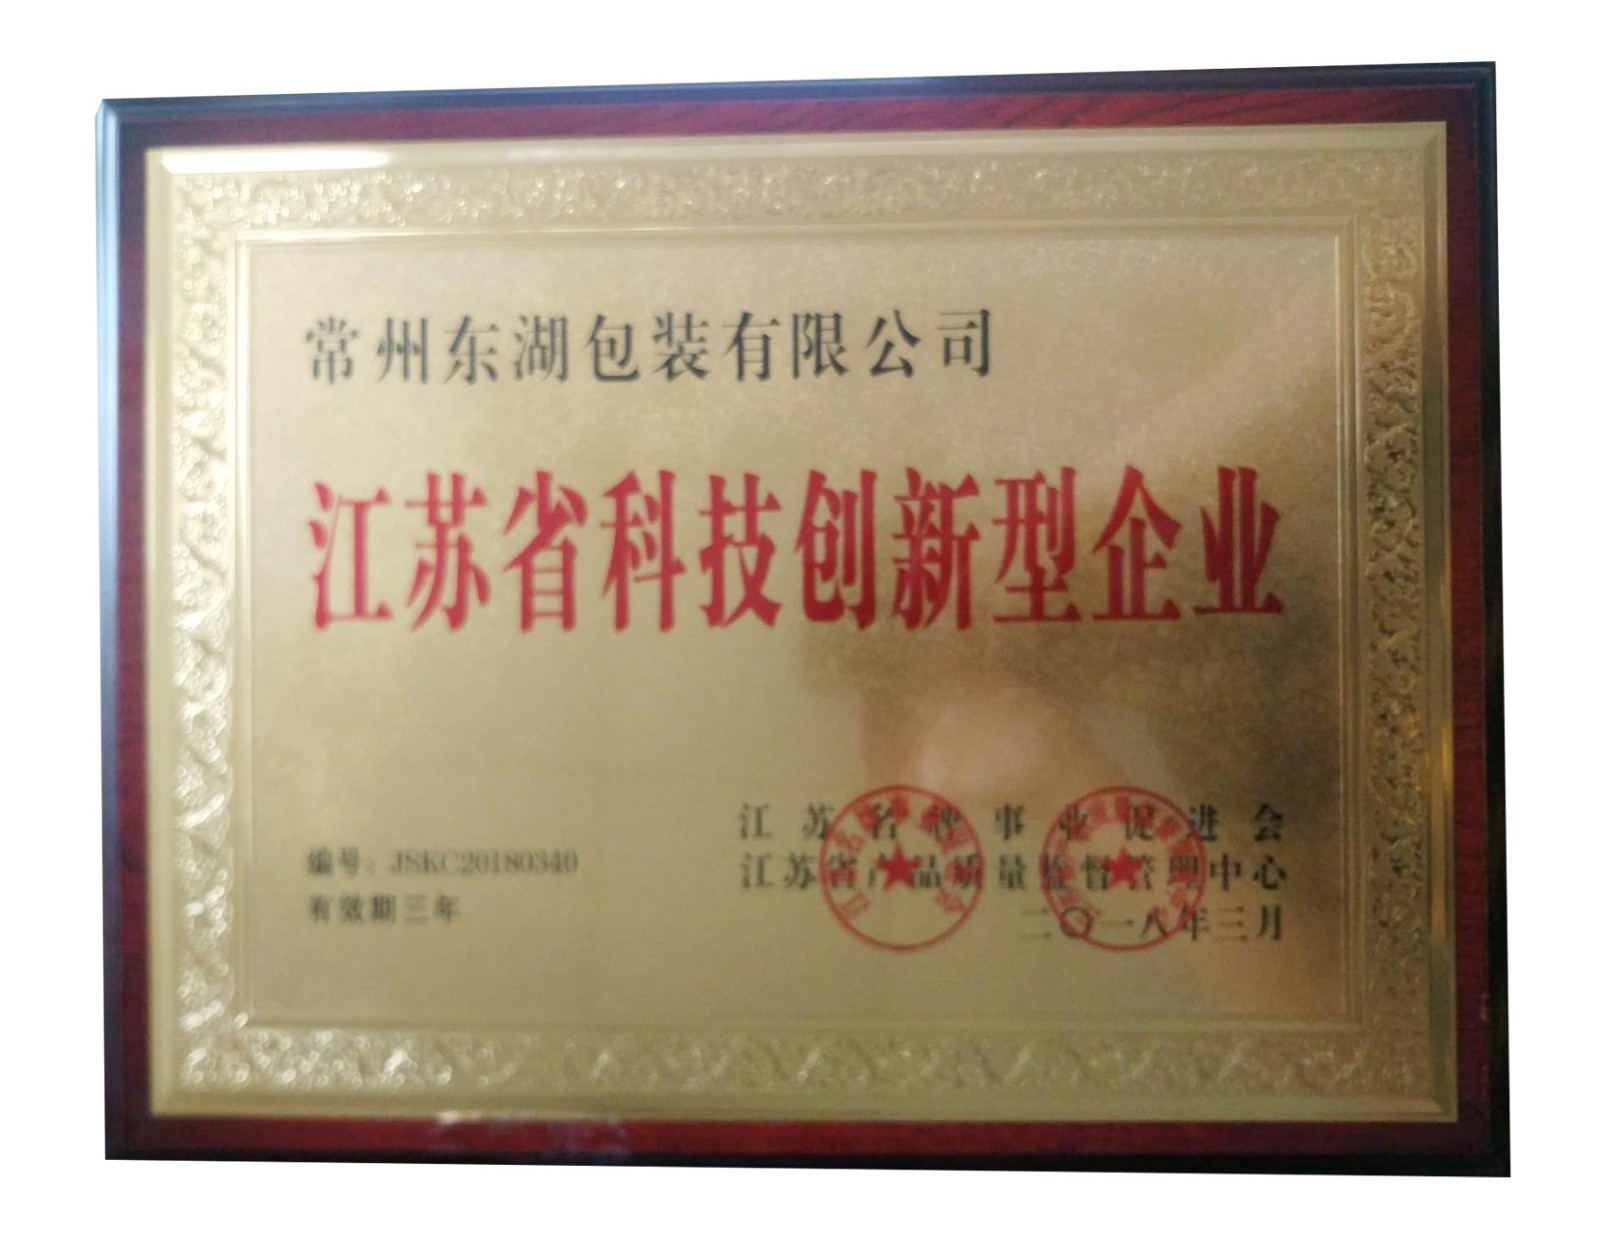 常州东湖包装有限公司
江苏省科技创新型企业
江苏名牌事业促进会
编号：JSKC20180340
江苏省产品质量监督管理中心
有效期三年
二〇一八年三月